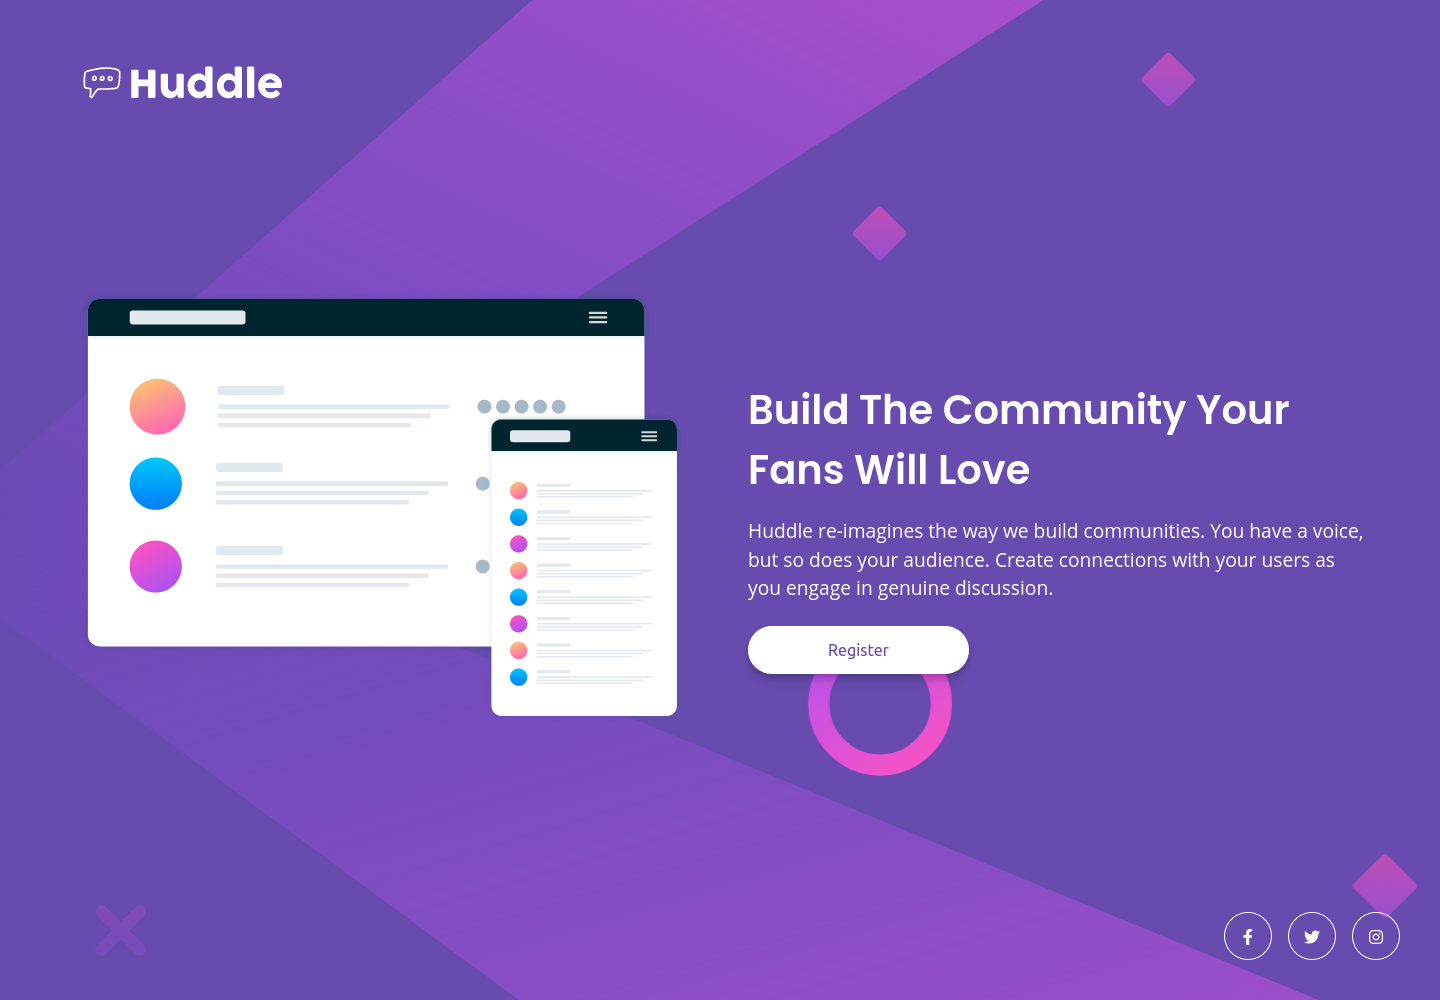 Huddle
Build The Community Your
Fans Will Love
Huddle re-imagines the way we build communities. You have a voice,
but so does your audience. Create connections with your users as
you engage in genuine discussion.
Register